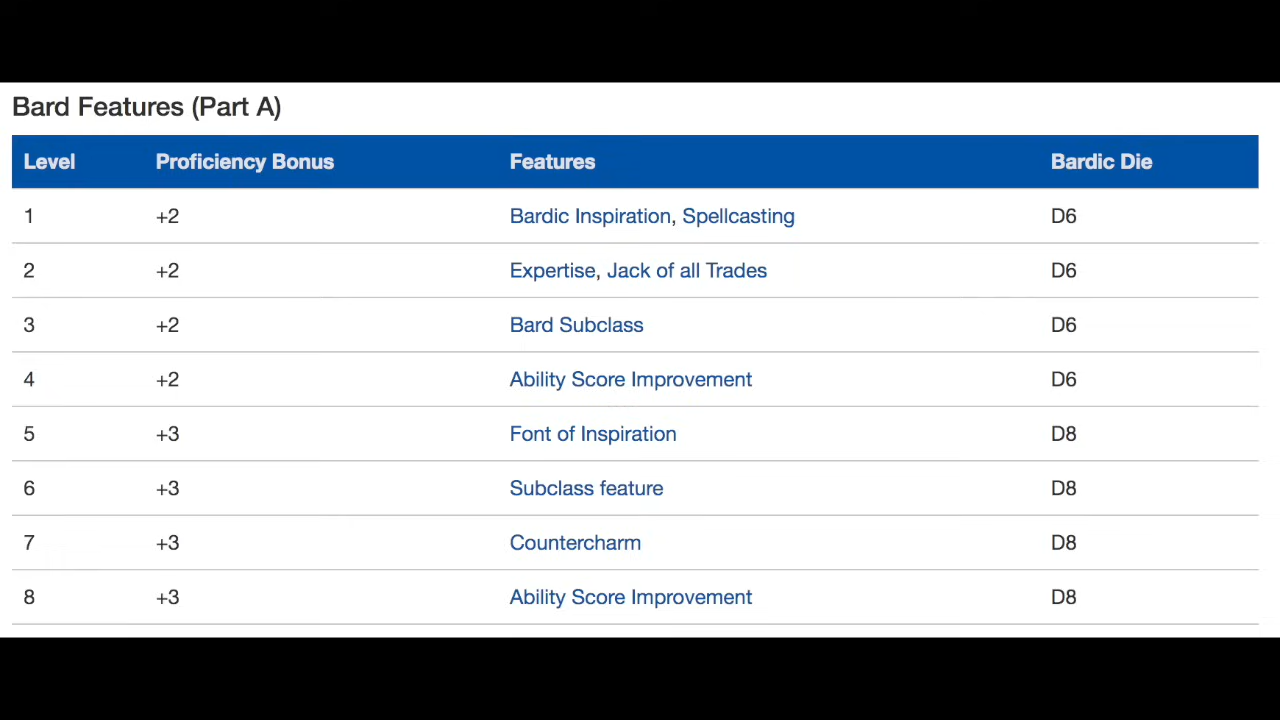 Bard Features (Part A)
Level Proficiency Bonus Features Bardic Die
1 +2 Bardic Inspiration, Spellcasting D6
2 +2 Expertise, Jack of all Trades D6
3 +2 Bard Subclass D6
4 +2 Ability Score Improvement D6
5 +3 Font of Inspiration D8
6 +3 Subclass feature D8
7 +3 Countercharm D8
8 +3 Ability Score Improvement D8